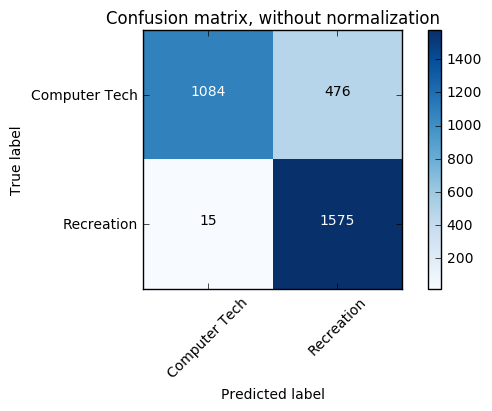 Confusion matrix, without normalization
Computer Tech
1084
476
Recreation
15
1575
True label
Computer Tech
Recreation
Predicted label
1400
1200
1000
800
600
400
200